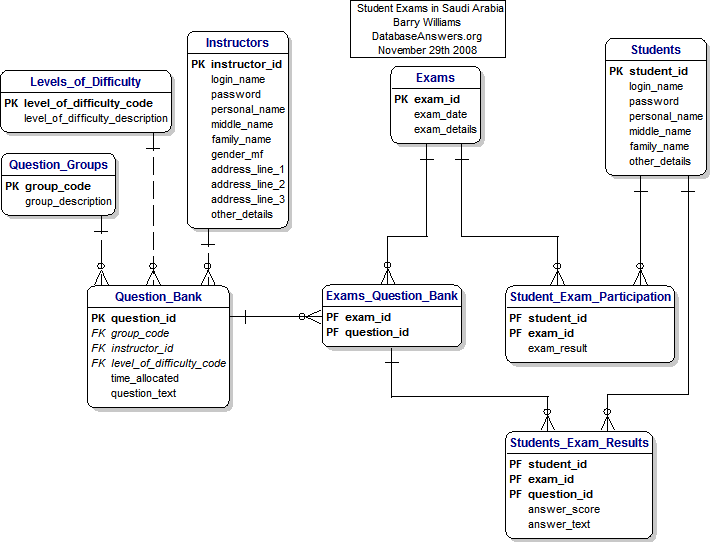 Student Exams in Saudi Arabia
Barry Williams
DatabaseAnswers.org
November 29th 2008
Instructors
PK instructor_id
login_name
password
personal_name
middle_name
family_name
gender_mf
address_line_1
address_line_2
address_line_3
other_details
Students
PK student_id
login_name
password
personal_name
middle_name
family_name
other_details
Exams
PK exam_id
exam_date
exam_details
Levels_of_Difficulty
PK level_of_difficulty_code
level_of_difficulty_description
Question_Groups
PK group_code
group_description
Question_Bank
PK question_id
FK group_code
FK instructor_id
FK level_of_difficulty_code
time_allocated
question_text
Exams_Question_Bank
PF exam_id
PF question_id
Student_Exam_Participation
PF student_id
PF exam_id
exam_result
Students_Exam_Results
PF student_id
PF exam_id
PF question_id
answer_score
answer_text